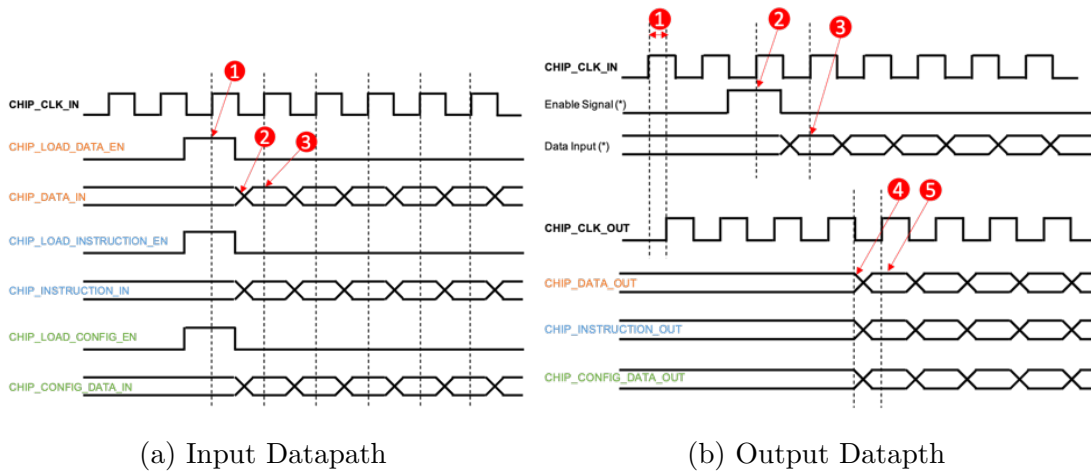 1
CHIP_CLK_IN
CHIP_LOAD_DATA_EN
2
3
CHIP_DATA_IN
CHIP_LOAD_INSTRUCTION_EN
CHIP_INSTRUCTION_IN
CHIP_LOAD_CONFIG_EN
CHIP_CONFIG_DATA_IN
(a) Input Datapath
1
2
3
CHIP_CLK_IN
Enable Signal (*)
Data Input (*)
4
5
CHIP_CLK_OUT
CHIP_DATA_OUT
CHIP_INSTRUCTION_OUT
CHIP_CONFIG_DATA_OUT
(b) Output Datapth